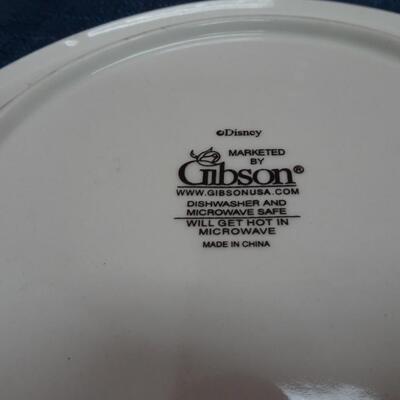 ©Disney
MARKETED
BY
Gibson®
WWW.GIBSONUSA.COM
DISHWASHER AND
MICROWAVE SAFE
WILL GET HOT IN
MICROWAVE
MADE IN CHINA